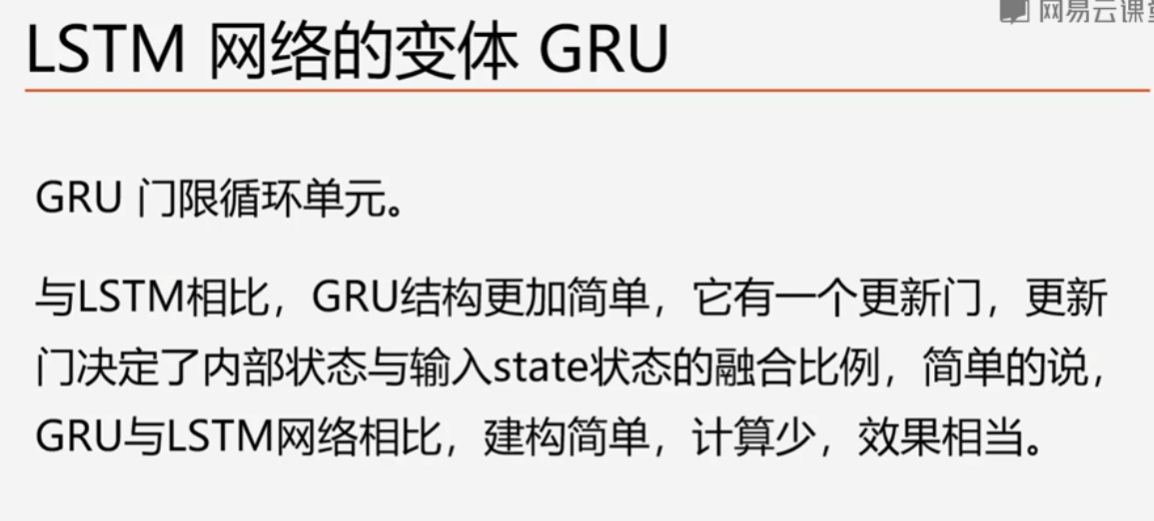 网易云课堂
LSTM 网络的变体 GRU
GRU 门限循环单元。
与LSTM相比，GRU结构更加简单，它有一个更新门，更新
门决定了内部状态与输入state状态的融合比例，简单的说，
GRU与LSTM网络相比，建构简单，计算少，效果相当。